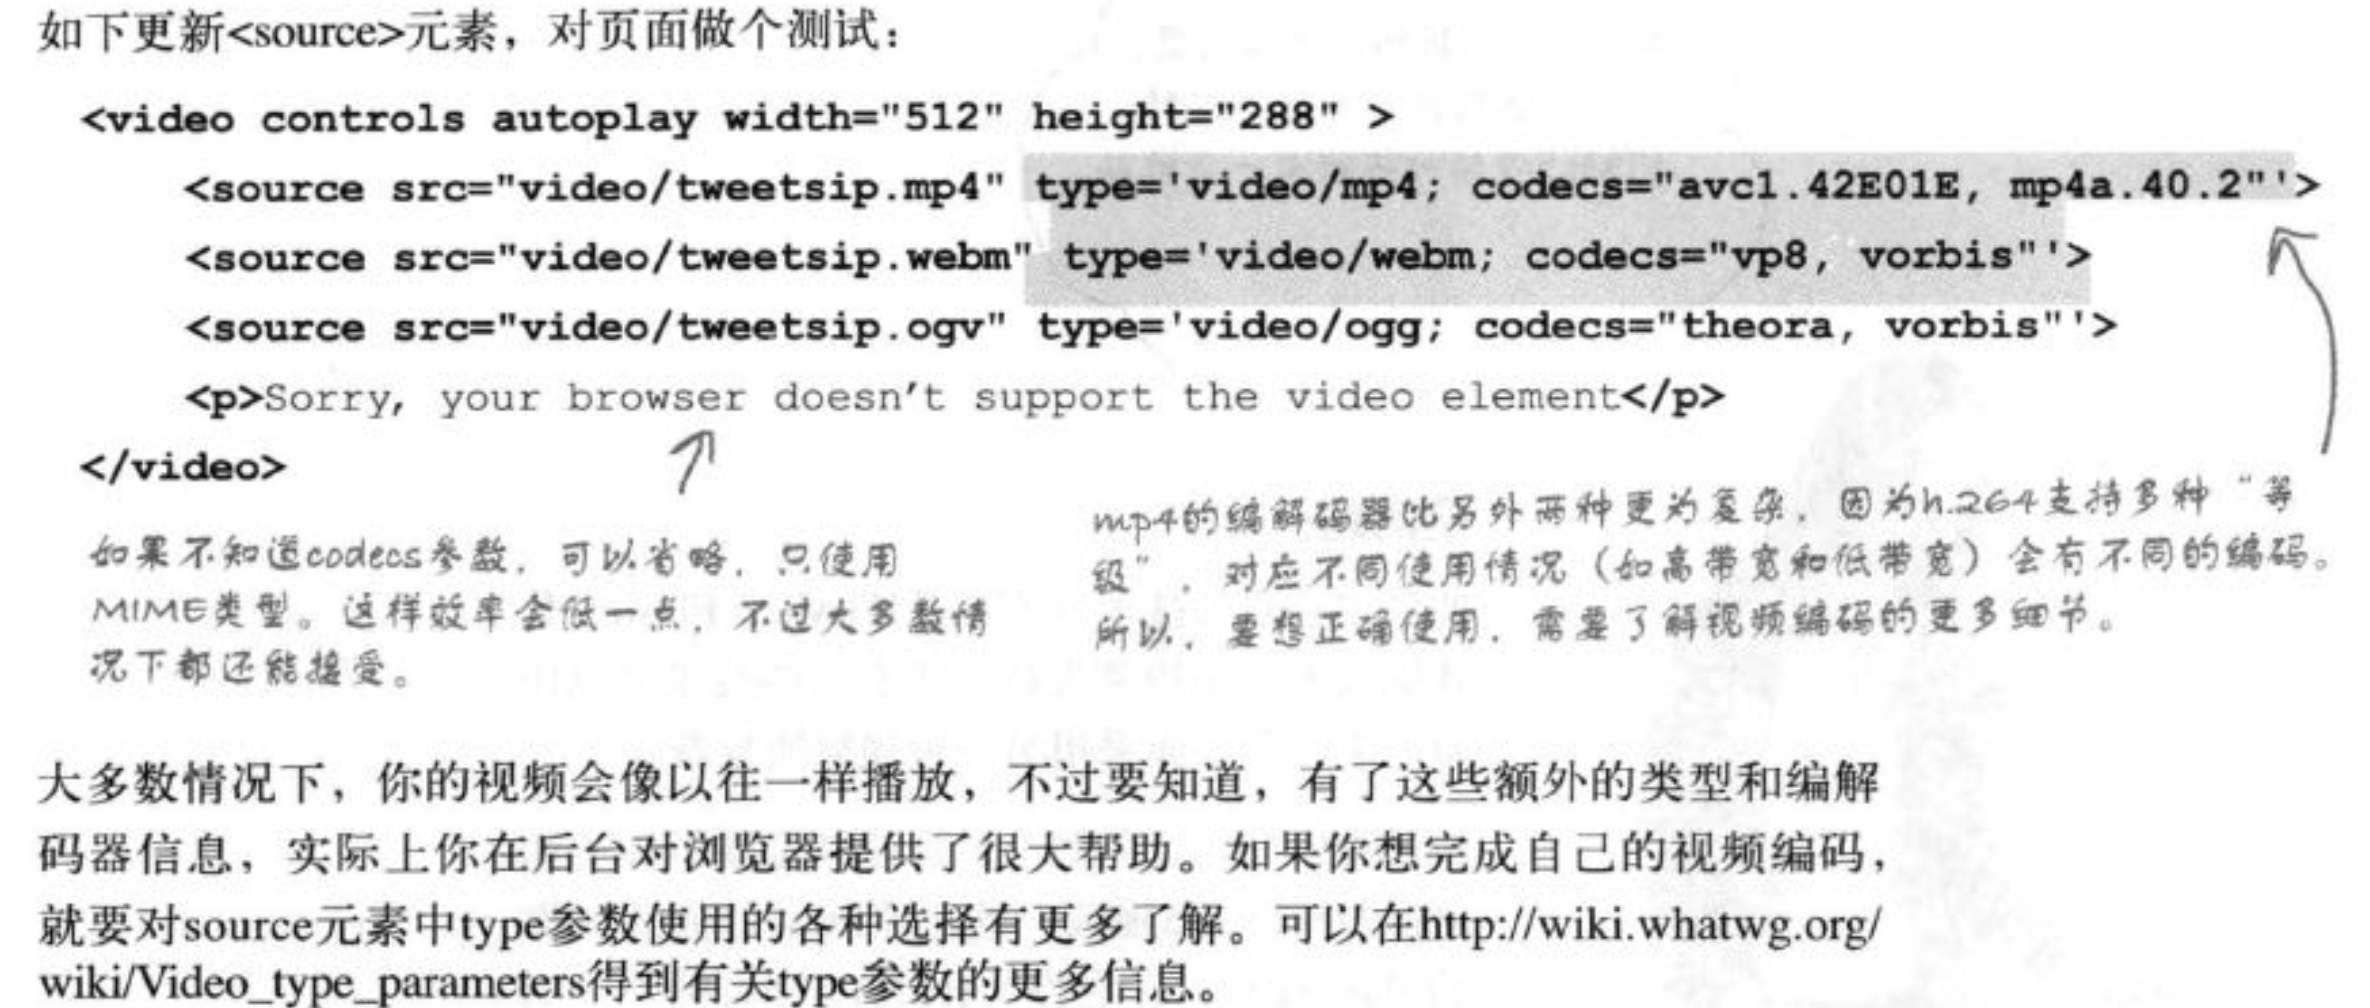 如下更新<source>元素，对页面做个测试：
<video controls autoplay width="512" height="288" >
<source src="video/tweetsip.mp4" type='video/mp4; codecs="avc1.42E01E, mp4a.40.2"'>
<source src="video/tweetsip.webm" type='video/webm; codecs="vp8, vorbis"'>
<source src="video/tweetsip.ogv" type='video/ogg; codecs="theora, vorbis"'>
<p>Sorry, your browser doesn't support the video element</p>
</video>
如果不知道codecs参数，可以省略，只使用
MIME类型。这样效率会低一点，不过大多数情
况下都还能接受。
mp4的编解码器比另外两种更为复杂，因为h.264支持多种“等
级”，对应不同使用情况（如高带宽和低带宽）会有不同的编码。
所以，要想正确使用，需要了解视频编码的更多细节。
大多数情况下，你的视频会像以往一样播放，不过要知道，有了这些额外的类型和编解
码器信息，实际上你在后台对浏览器提供了很大帮助。如果你想完成自己的视频编码，
就要对source元素中type参数使用的各种选择有更多了解。可以在http://wiki.whatwg.org/
wiki/Video_type_parameters得到有关type参数的更多信息。